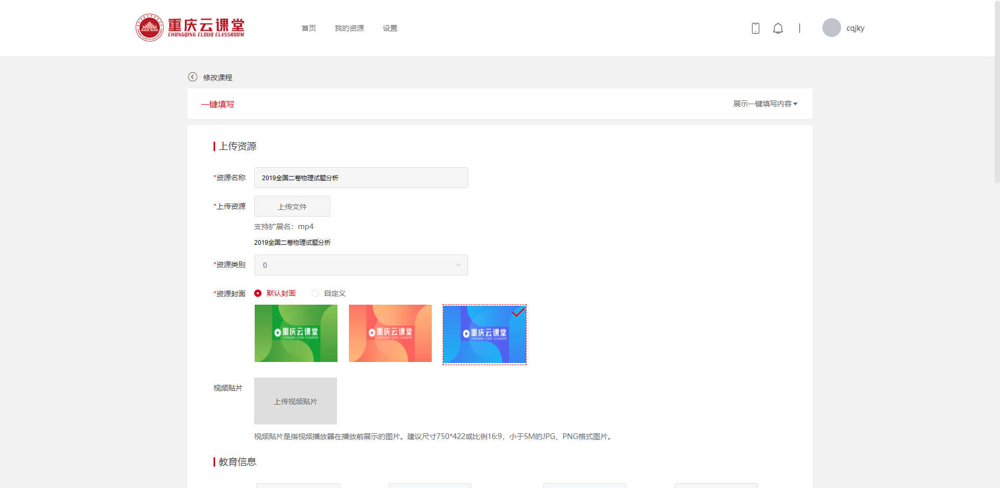 重庆云课堂
CHONGQING CLOUD CLASSROOM
首页 我的资源 设置 cqjky
修改课程
一键填写 展示一键填写内容
上传资源
*资源名称 2019全国二卷物理试题分析
*上传资源 上传文件
支持扩展名：mp4
2019全国二卷物理试题分析
*资源类别 0
*资源封面 默认封面 自定义
重庆云课堂 重庆云课堂 重庆云课堂
CHONGQING CLOUD CLASSROOM CHONGQING CLOUD CLASSROOM CHONGQING CLOUD CLASSROOM
视频贴片 上传视频贴片
视频贴片是指视频播放器在播放前展示的图片。建议尺寸750*422或比例16:9，小于5M的JPG、PNG格式图片。
教育信息